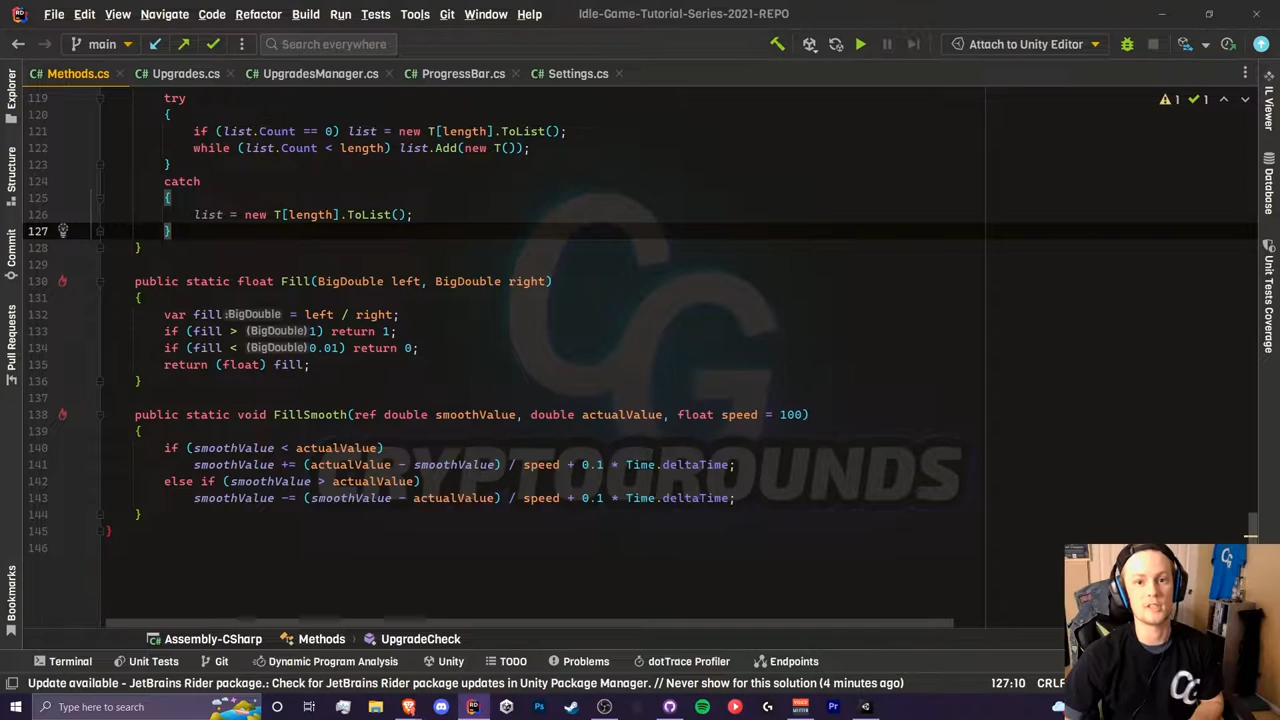 File Edit View Navigate Code Refactor Build Run Tests Tools Git Window Help Idle-Game-Tutorial-Series-2021-REPO
main Search everywhere Attach to Unity Editor
C# Methods.cs C# Upgrades.cs C# UpgradesManager.cs C# ProgressBar.cs C# Settings.cs
119 try
120 {
121 if (list.Count == 0) list = new T[length].ToList();
122 while (list.Count < length) list.Add(new T());
123 }
124 catch
125 {
126 list = new T[length].ToList();
127 }
128 }
129
130 public static float Fill(BigDouble left, BigDouble right)
131 {
132 var fill :BigDouble = left / right;
133 if (fill > (BigDouble) 1) return 1;
134 if (fill < (BigDouble) 0.01) return 0;
135 return (float) fill;
136 }
137
138 public static void FillSmooth(ref double smoothValue, double actualValue, float speed = 100)
139 {
140 if (smoothValue < actualValue)
141 smoothValue += (actualValue - smoothValue) / speed + 0.1 * Time.deltaTime;
142 else if (smoothValue > actualValue)
143 smoothValue -= (smoothValue - actualValue) / speed + 0.1 * Time.deltaTime;
144 }
145 }
146
1 1
Explorer
Structure
Commit
Pull Requests
Bookmarks
IL Viewer
Database
Unit Tests Coverage
CG
CRYPTOGROUNDS
Assembly-CSharp Methods UpgradeCheck
Terminal Unit Tests Git Dynamic Program Analysis Unity TODO Problems dotTrace Profiler Endpoints
Update available - JetBrains Rider package.: Check for JetBrains Rider package updates in Unity Package Manager. // Never show for this solution (4 minutes ago) 127:10 CRLF
Type here to search